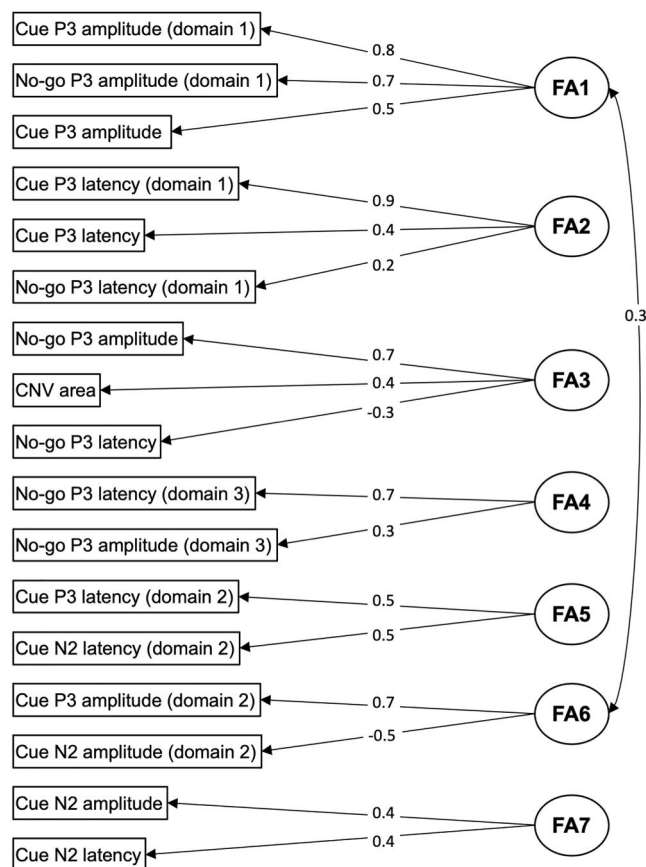 Cue P3 amplitude (domain 1)
0.8
No-go P3 amplitude (domain 1)
0.7
FA1
0.5
Cue P3 amplitude
Cue P3 latency (domain 1)
0.9
Cue P3 latency
0.4
FA2
0.2
No-go P3 latency (domain 1)
0.3
No-go P3 amplitude
0.7
CNV area
0.4
FA3
-0.3
No-go P3 latency
No-go P3 latency (domain 3)
0.7
FA4
0.3
No-go P3 amplitude (domain 3)
Cue P3 latency (domain 2)
0.5
FA5
0.5
Cue N2 latency (domain 2)
Cue P3 amplitude (domain 2)
0.7
FA6
-0.5
Cue N2 amplitude (domain 2)
Cue N2 amplitude
0.4
FA7
0.4
Cue N2 latency